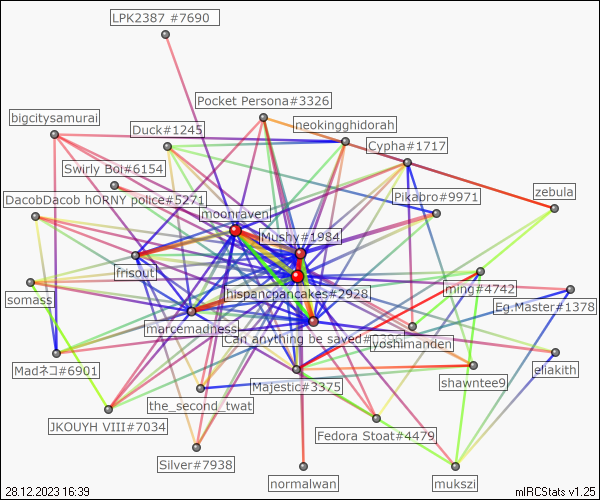 LPK2387 #7690
Pocket Persona#3326
bigcitysamurai
neokingghidorah
Duck#1245
Cypha#1717
Swirly Boi#6154
zebula
Pikabro#9971
DacobDacob hORNY police#5271
moonraven
Mushy#1984
frisout
ming#4742
hispancpancakes#2928
somass
Eg.Master#1378
marcemadness
Can anything be saved#0396
yoshimanden
Madネコ#6901
eliakith
Majestic#3375
shawntee9
the_second_twat
JKOUYH VIII#7034
Fedora Stoat#4479
Silver#7938
normalwan
mukszi
28.12.2023 16:39
mIRCStats v1.25